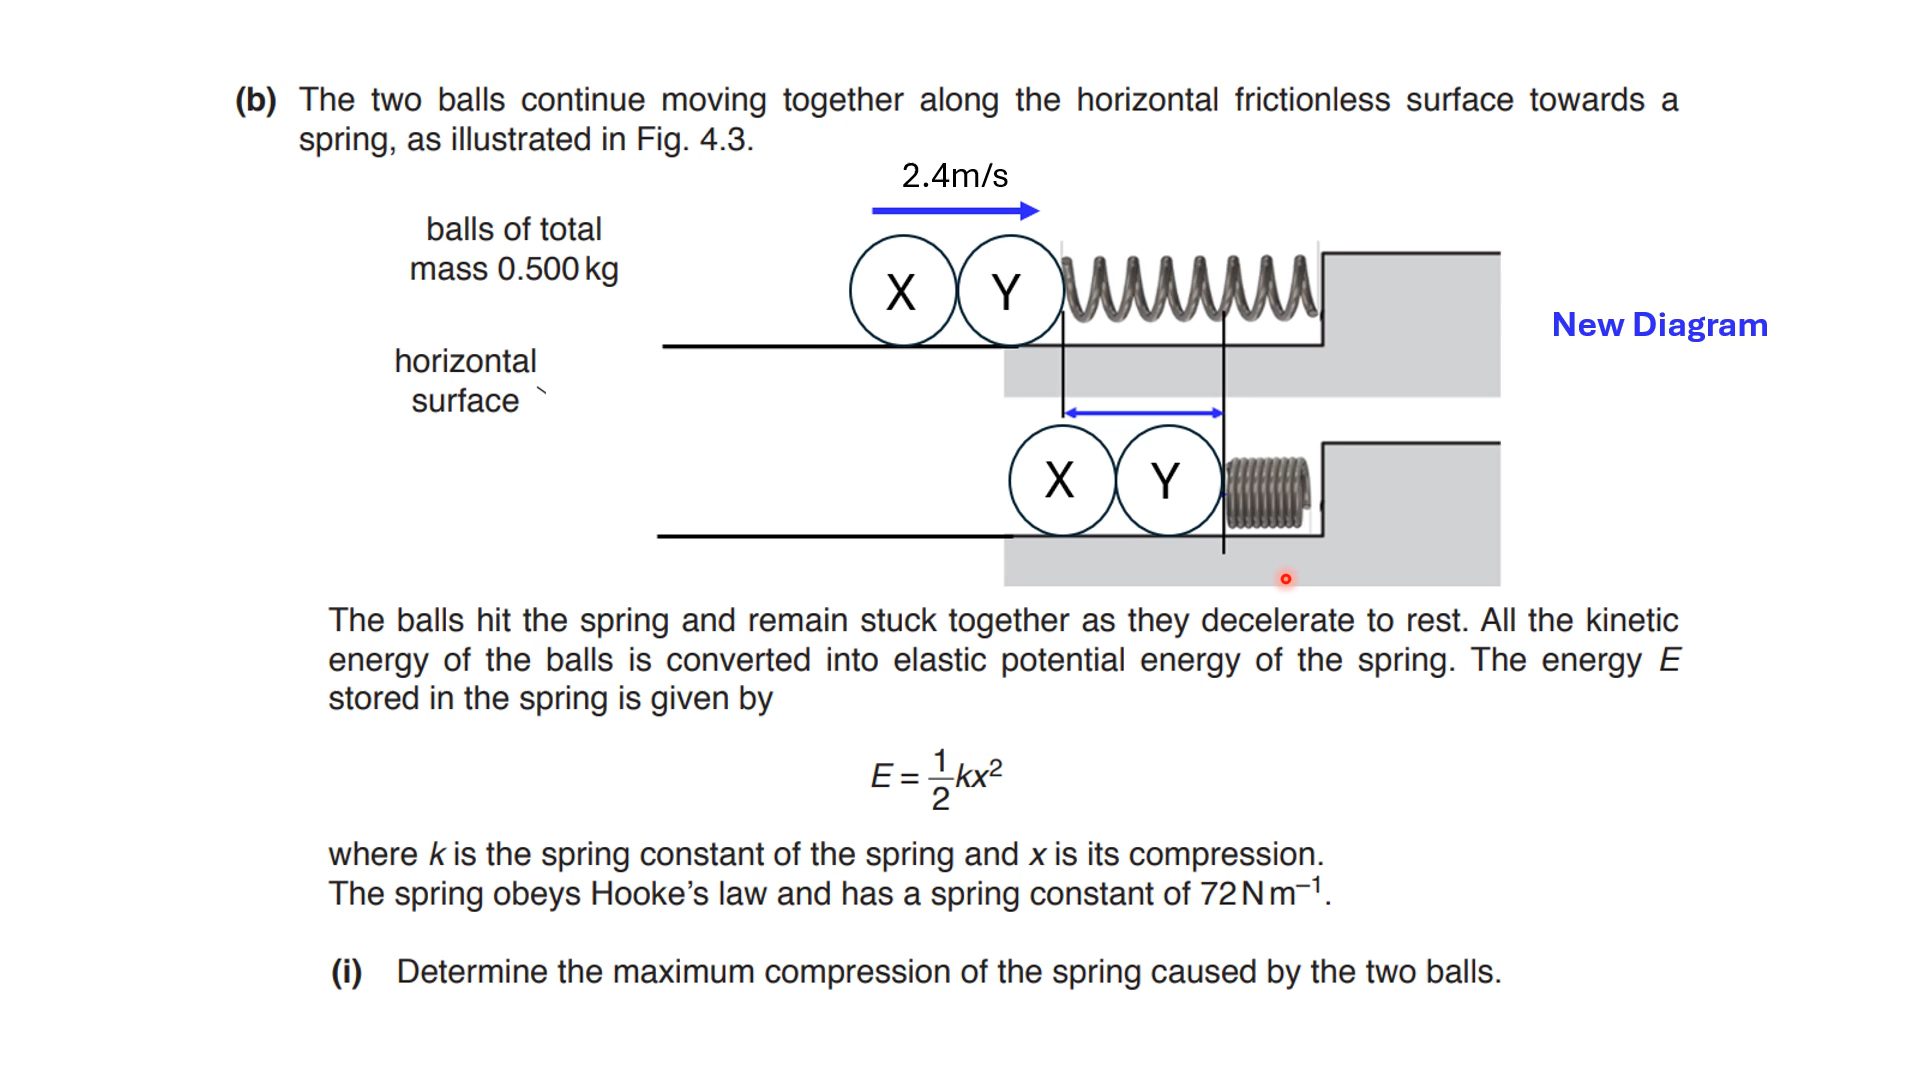 (b) The two balls continue moving together along the horizontal frictionless surface towards a
spring, as illustrated in Fig. 4.3.
2.4m/s
balls of total
mass 0.500 kg
X Y
New Diagram
horizontal
surface
X Y
The balls hit the spring and remain stuck together as they decelerate to rest. All the kinetic
energy of the balls is converted into elastic potential energy of the spring. The energy E
stored in the spring is given by
E = 1/2 kx²
where k is the spring constant of the spring and x is its compression.
The spring obeys Hooke's law and has a spring constant of 72 N m⁻¹.
(i) Determine the maximum compression of the spring caused by the two balls.